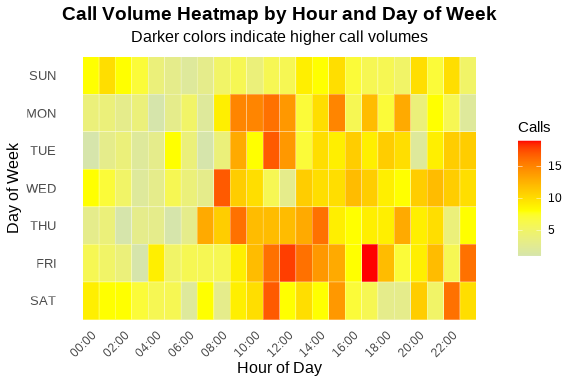 Call Volume Heatmap by Hour and Day of Week
Darker colors indicate higher call volumes
Day of Week
SUN
MON
TUE
WED
THU
FRI
SAT
00:00
02:00
04:00
06:00
08:00
10:00
12:00
14:00
16:00
18:00
20:00
22:00
Hour of Day
Calls
15
10
5